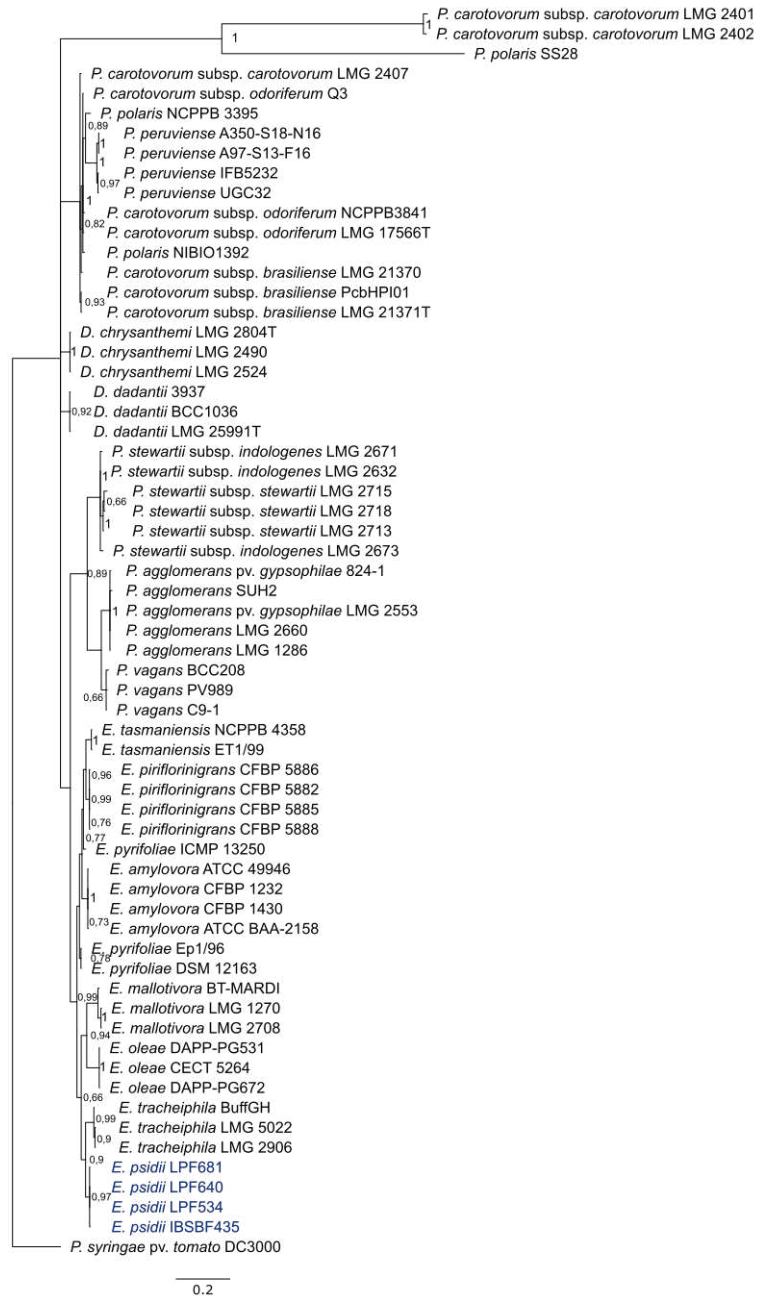 P. carotovorum subsp. carotovorum LMG 2401
1
P. carotovorum subsp. carotovorum LMG 2402
1
P. polaris SS28
P. carotovorum subsp. carotovorum LMG 2407
P. carotovorum subsp. odoriferum Q3
P. polaris NCPPB 3395
0,89
P. peruviense A350-S18-N16
1
P. peruviense A97-S13-F16
1
P. peruviense IFB5232
0,97
P. peruviense UGC32
1
P. carotovorum subsp. odoriferum NCPPB3841
0,82
P. carotovorum subsp. odoriferum LMG 17566T
P. polaris NIBIO1392
P. carotovorum subsp. brasiliense LMG 21370
P. carotovorum subsp. brasiliense PcbHPI01
0,93
P. carotovorum subsp. brasiliense LMG 21371T
D. chrysanthemi LMG 2804T
1
D. chrysanthemi LMG 2490
D. chrysanthemi LMG 2524
D. dadantii 3937
0,92
D. dadantii BCC1036
D. dadantii LMG 25991T
P. stewartii subsp. indologenes LMG 2671
1
P. stewartii subsp. indologenes LMG 2632
P. stewartii subsp. stewartii LMG 2715
0,66
P. stewartii subsp. stewartii LMG 2718
1
P. stewartii subsp. stewartii LMG 2713
P. stewartii subsp. indologenes LMG 2673
0,89
P. agglomerans pv. gypsophilae 824-1
P. agglomerans SUH2
1
P. agglomerans pv. gypsophilae LMG 2553
P. agglomerans LMG 2660
P. agglomerans LMG 1286
P. vagans BCC208
P. vagans PV989
0,66
P. vagans C9-1
E. tasmaniensis NCPPB 4358
1
E. tasmaniensis ET1/99
0,96
E. piriflorinigrans CFBP 5886
E. piriflorinigrans CFBP 5882
0,99
E. piriflorinigrans CFBP 5885
0,76
E. piriflorinigrans CFBP 5888
0,77
E. pyrifoliae ICMP 13250
E. amylovora ATCC 49946
E. amylovora CFBP 1232
1
E. amylovora CFBP 1430
0,73
E. amylovora ATCC BAA-2158
E. pyrifoliae Ep1/96
0,78
E. pyrifoliae DSM 12163
E. mallotivora BT-MARDI
0,99
E. mallotivora LMG 1270
1
E. mallotivora LMG 2708
0,94
E. oleae DAPP-PG531
E. oleae CECT 5264
1
E. oleae DAPP-PG672
0,66
E. tracheiphila BuffGH
0,99
E. tracheiphila LMG 5022
0,9
E. tracheiphila LMG 2906
0,9
E. psidii LPF681
E. psidii LPF640
0,97
E. psidii LPF534
E. psidii IBSBF435
P. syringae pv. tomato DC3000
0.2